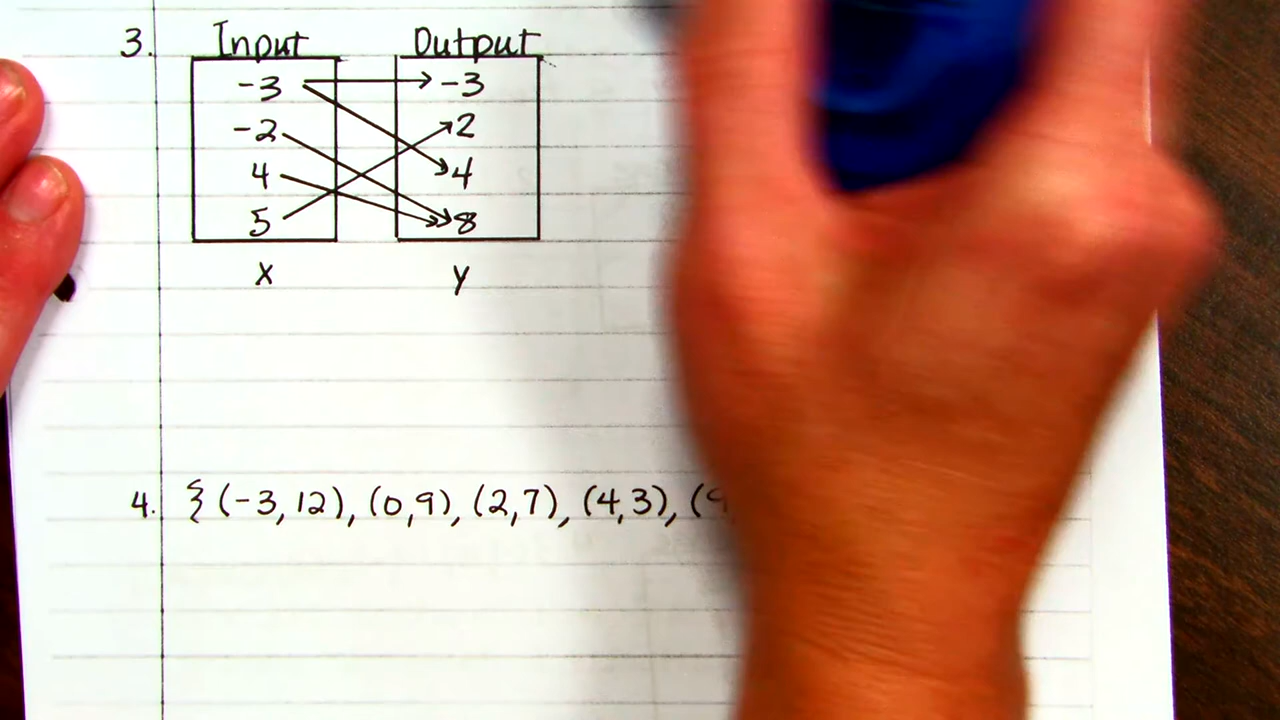 3. Input Output
-3 -3
-2 2
4 4
5 8
x y
4. {(-3,12), (0,9), (2,7), (4,3), (9